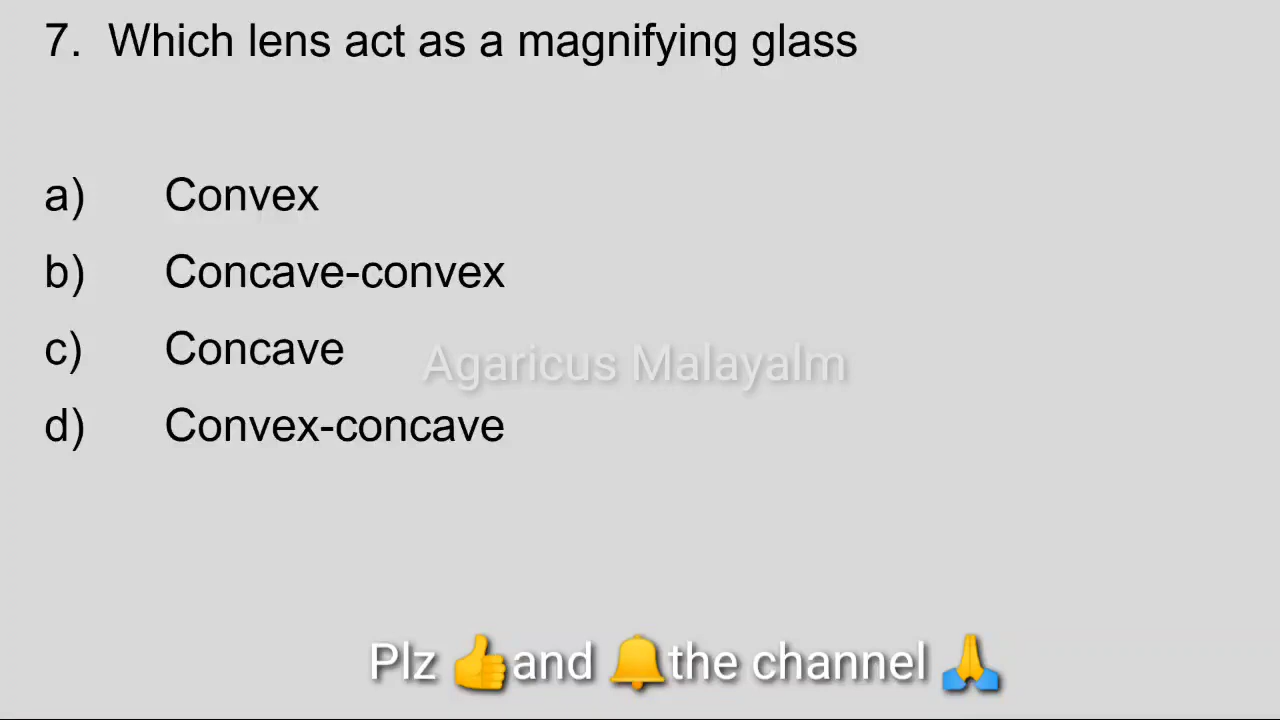 7. Which lens act as a magnifying glass
a) Convex
b) Concave-convex
c) Concave
Agaricus Malayalm
d) Convex-concave
Plz 👍and 🔔the channel 🙏